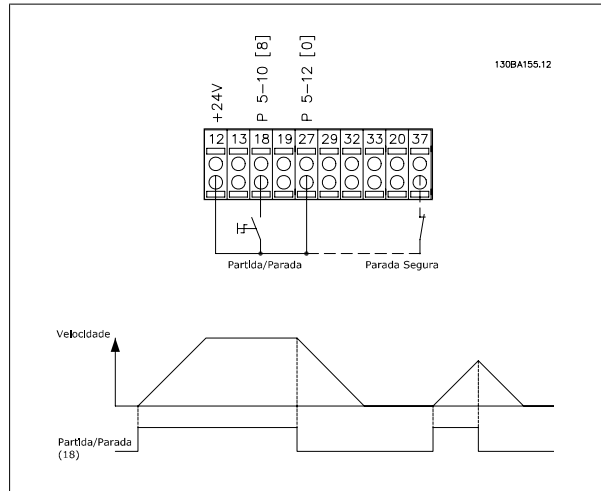 130BA155.12
+24V
P 5-10 [8]
P 5-12 [0]
12 13 18 19 27 29 32 33 20 37
Partida/Parada
Parada Segura
Velocidade
Partida/Parada
(18)